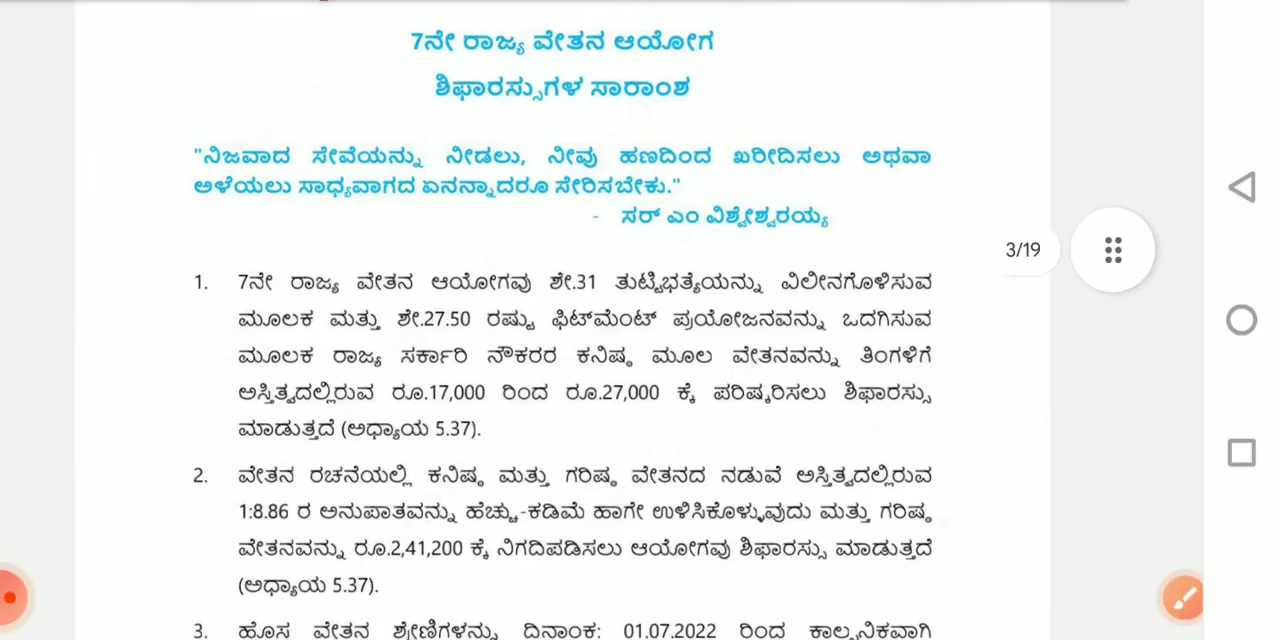 7ನೇ ರಾಜ್ಯ ವೇತನ ಆಯೋಗ
ಶಿಫಾರಸ್ಸುಗಳ ಸಾರಾಂಶ
"ನಿಜವಾದ ಸೇವೆಯನ್ನು ನೀಡಲು, ನೀವು ಹಣದಿಂದ ಖರೀದಿಸಲು ಅಥವಾ
ಅಳೆಯಲು ಸಾಧ್ಯವಾಗದ ಏನನ್ನಾದರೂ ಸೇರಿಸಬೇಕು."
- ಸರ್ ಎಂ ವಿಶ್ವೇಶ್ವರಯ್ಯ
3/19
1. 7ನೇ ರಾಜ್ಯ ವೇತನ ಆಯೋಗವು ಶೇ.31 ತುಟ್ಟಿಭತ್ಯೆಯನ್ನು ವಿಲೀನಗೊಳಿಸುವ
ಮೂಲಕ ಮತ್ತು ಶೇ.27.50 ರಷ್ಟು ಫಿಟ್‌ಮೆಂಟ್ ಪ್ರಯೋಜನವನ್ನು ಒದಗಿಸುವ
ಮೂಲಕ ರಾಜ್ಯ ಸರ್ಕಾರಿ ನೌಕರರ ಕನಿಷ್ಠ ಮೂಲ ವೇತನವನ್ನು ತಿಂಗಳಿಗೆ
ಅಸ್ತಿತ್ವದಲ್ಲಿರುವ ರೂ.17,000 ರಿಂದ ರೂ.27,000 ಕ್ಕೆ ಪರಿಷ್ಕರಿಸಲು ಶಿಫಾರಸ್ಸು
ಮಾಡುತ್ತದೆ (ಅಧ್ಯಾಯ 5.37).
2. ವೇತನ ರಚನೆಯಲ್ಲಿ ಕನಿಷ್ಠ ಮತ್ತು ಗರಿಷ್ಠ ವೇತನದ ನಡುವೆ ಅಸ್ತಿತ್ವದಲ್ಲಿರುವ
1:8.86 ರ ಅನುಪಾತವನ್ನು ಹೆಚ್ಚು-ಕಡಿಮೆ ಹಾಗೇ ಉಳಿಸಿಕೊಳ್ಳುವುದು ಮತ್ತು ಗರಿಷ್ಠ
ವೇತನವನ್ನು ರೂ.2,41,200 ಕ್ಕೆ ನಿಗದಿಪಡಿಸಲು ಆಯೋಗವು ಶಿಫಾರಸ್ಸು ಮಾಡುತ್ತದೆ
(ಅಧ್ಯಾಯ 5.37).
3. ಹೊಸ ವೇತನ ಶ್ರೇಣಿಗಳನ್ನು ದಿನಾಂಕ: 01.07.2022 ರಿಂದ ಕಾಲ್ಪನಿಕವಾಗಿ